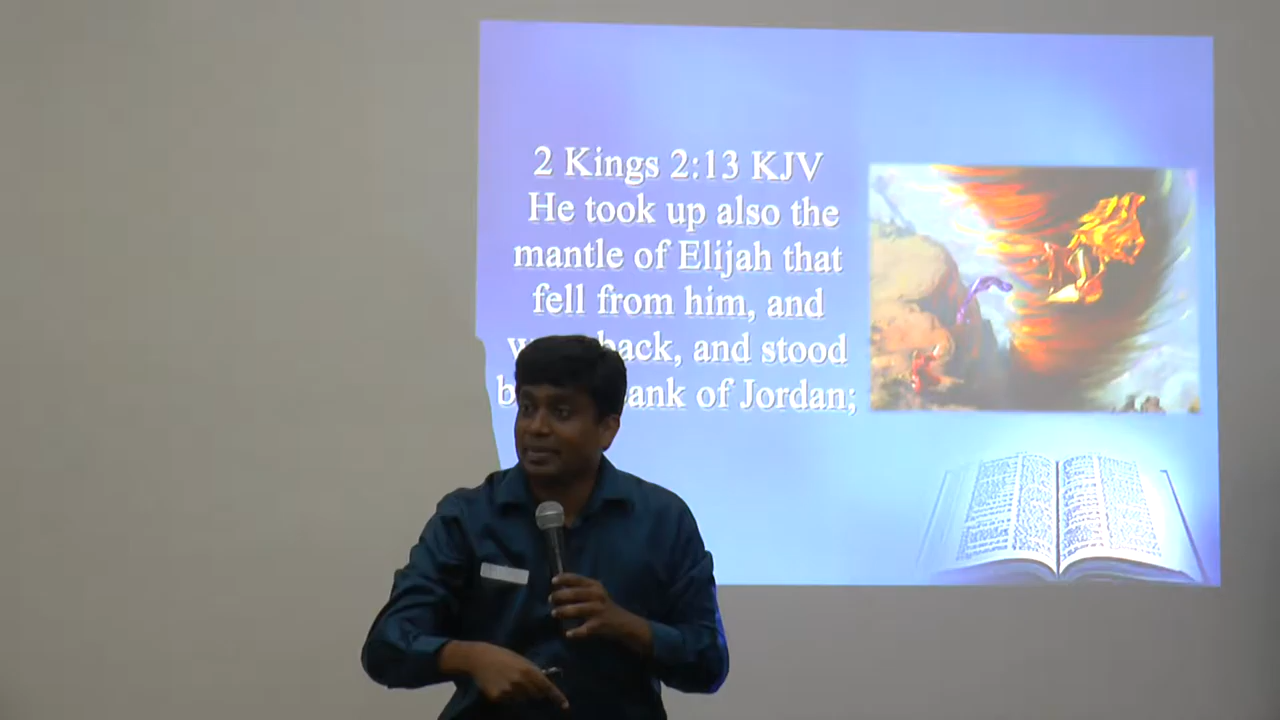 2 Kings 2:13 KJV
He took up also the
mantle of Elijah that
fell from him, and
back, and stood
of Jordan;